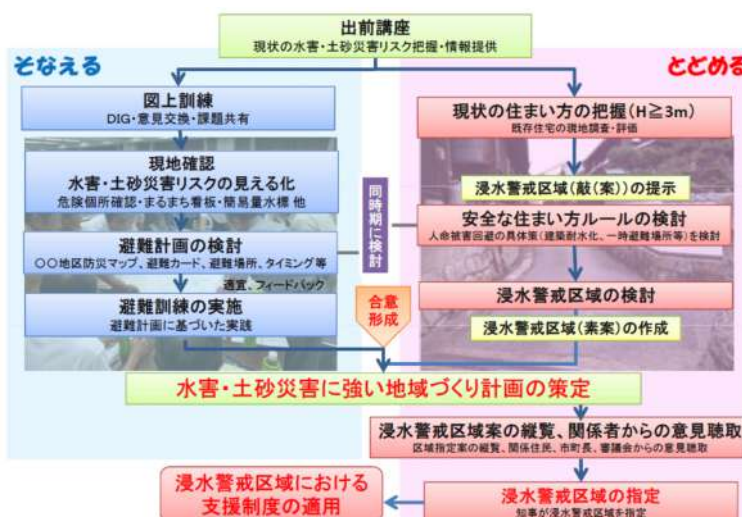 出前講座
現状の水害・土砂災害リスク把握・情報提供
そなえる
とどめる
図上訓練
DIG・意見交換・課題共有
現地確認
水害・土砂災害リスクの見える化
危険個所確認・まるまち看板・簡易量水標 他
避難計画の検討
〇〇地区防災マップ、避難カード、避難場所、タイミング等
適宜、フィードバック
避難訓練の実施
避難計画に基づいた実践
同時期に検討
合意
形成
現状の住まい方の把握(H≧3m)
既存住宅の現地調査・評価
浸水警戒区域(敲(案))の提示
安全な住まい方ルールの検討
人命被害回避の具体策(建築耐水化、一時避難場所等)を検討
浸水警戒区域の検討
浸水警戒区域(素案)の作成
水害・土砂災害に強い地域づくり計画の策定
浸水警戒区域案の縦覧、関係者からの意見聴取
区域指定案の縦覧、関係住民、市町長、審議会からの意見聴取
浸水警戒区域の指定
知事が浸水警戒区域を指定
浸水警戒区域における
支援制度の適用